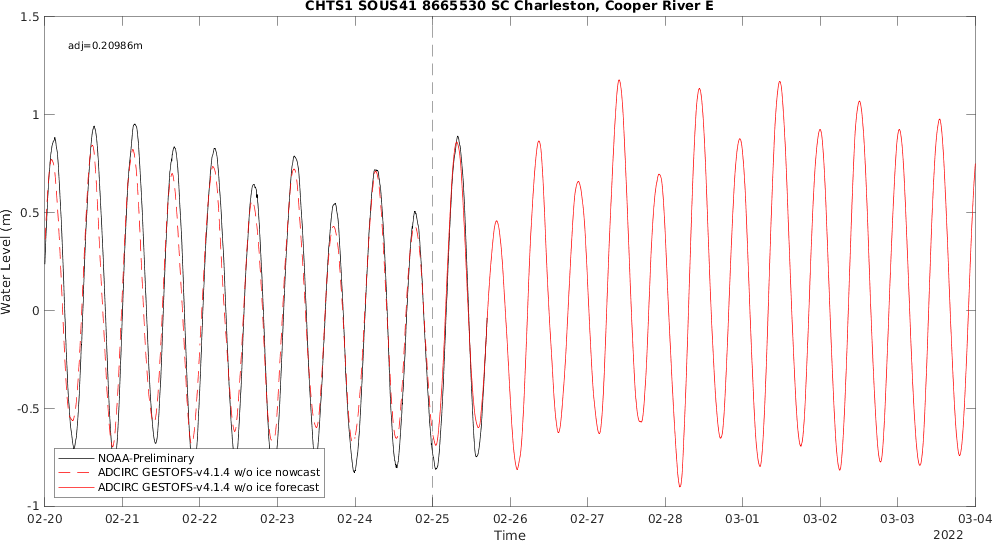 CHTS1 SOUS41 8665530 SC Charleston, Cooper River E
adj=0.20986m
1.5
1
0.5
0
-0.5
-1
Water Level (m)
NOAA-Preliminary
ADCIRC GESTOFS-v4.1.4 w/o ice nowcast
ADCIRC GESTOFS-v4.1.4 w/o ice forecast
02-20 02-21 02-22 02-23 02-24 02-25 02-26 02-27 02-28 03-01 03-02 03-03 03-04
Time
2022